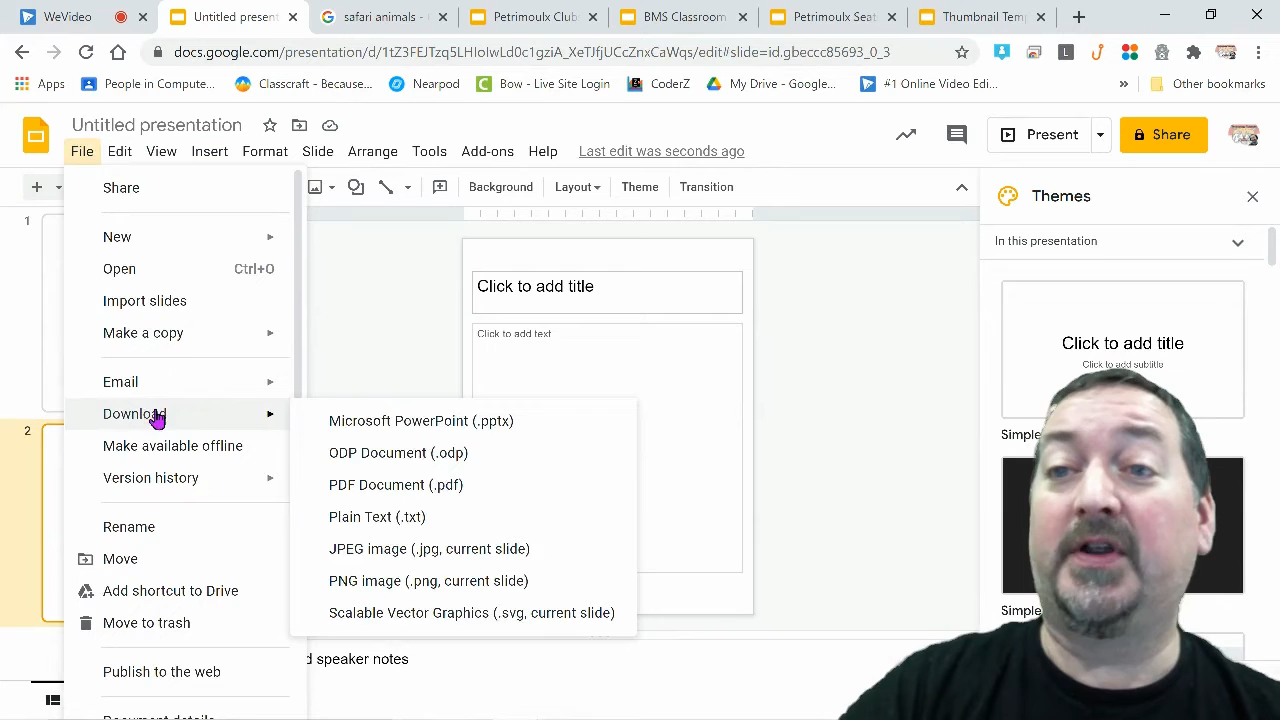 WeVideo
Untitled present
safari animals -
Petrimoulx Club
BMS Classroom
Petrimoulx Sea
Thumbnail Temp
docs.google.com/presentation/d/1tZ3FEJTzq5LHIoIwLd0c1gziA_XeTJfiUCcZnxCaWqs/edit#slide=id.gbecc85693_0_3
Apps
People in Compute...
Classcraft - Because...
Nearpod
Bow - Live Site Login
CoderZ
My Drive - Google...
#1 Online Video Edi...
»
Other bookmarks
Untitled presentation
File Edit View Insert Format Slide Arrange Tools Add-ons Help Last edit was seconds ago
Present
Share
Background Layout Theme Transition
Themes
In this presentation
Click to add title
Click to add subtitle
Simple
Simple
1
2
Share
New
Open Ctrl+O
Import slides
Make a copy
Email
Download
Make available offline
Version history
Rename
Move
Add shortcut to Drive
Move to trash
Publish to the web
Document details
Microsoft PowerPoint (.pptx)
ODP Document (.odp)
PDF Document (.pdf)
Plain Text (.txt)
JPEG image (.jpg, current slide)
PNG image (.png, current slide)
Scalable Vector Graphics (.svg, current slide)
Click to add title
Click to add text
d speaker notes